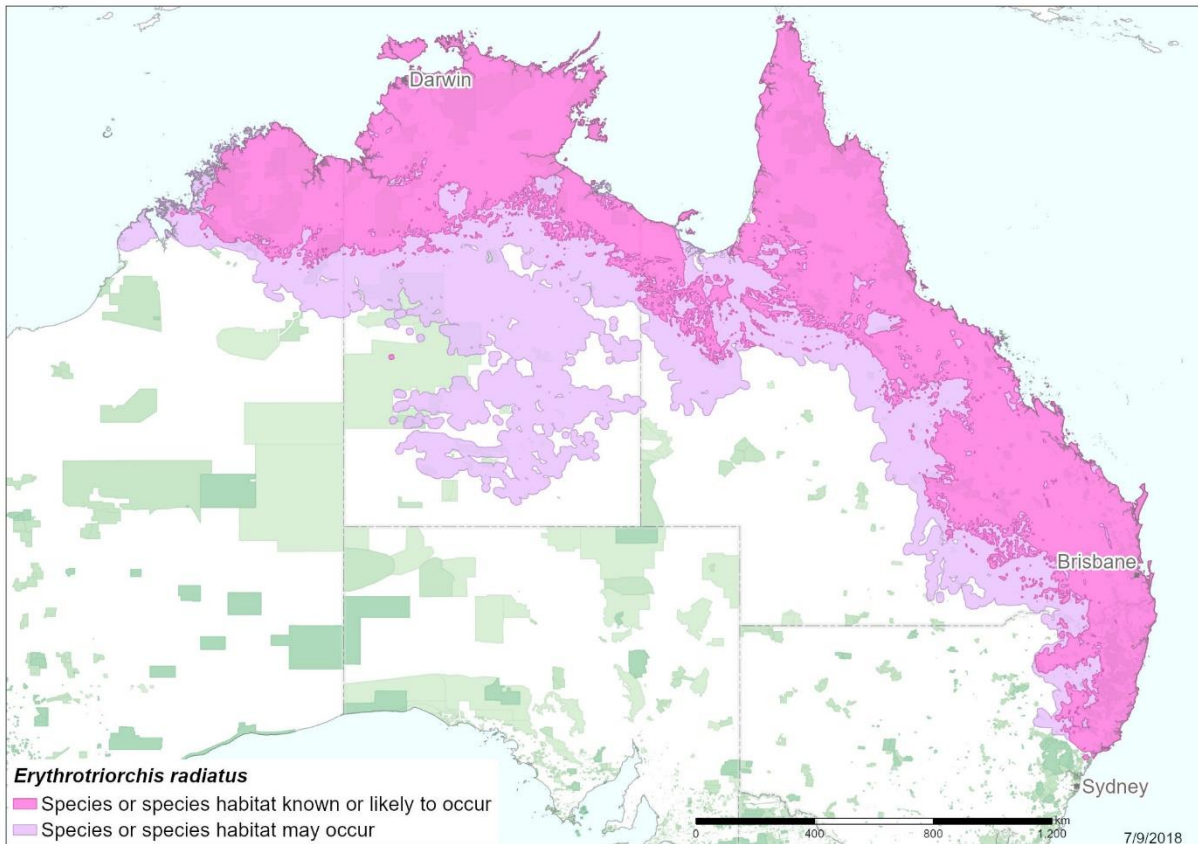 Darwin
Brisbane
Sydney
Erythrotriorchis radiatus
Species or species habitat known or likely to occur
Species or species habitat may occur
km
0 400 800 1,200
7/9/2018